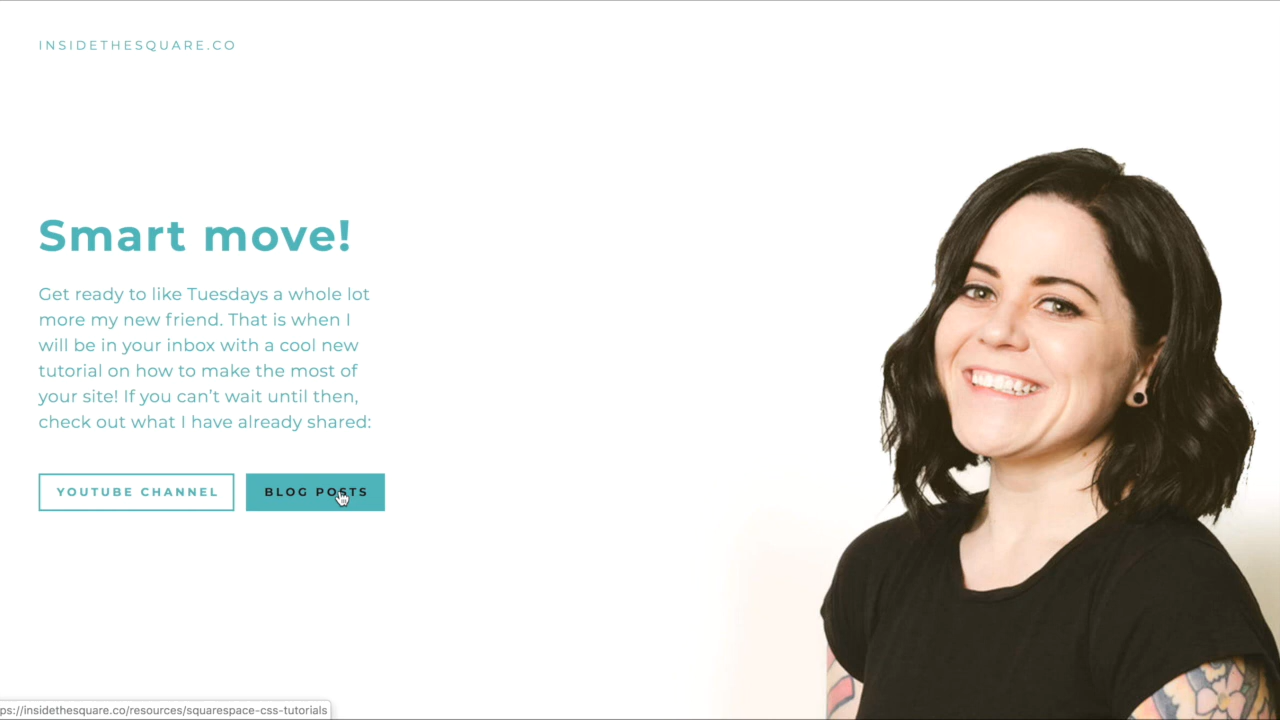 INSIDETHESQUARE.CO
Smart move!
Get ready to like Tuesdays a whole lot
more my new friend. That is when I
will be in your inbox with a cool new
tutorial on how to make the most of
your site! If you can’t wait until then,
check out what I have already shared:
YOUTUBE CHANNEL
BLOG POSTS
ps://insidethesquare.co/resources/squarespace-css-tutorials